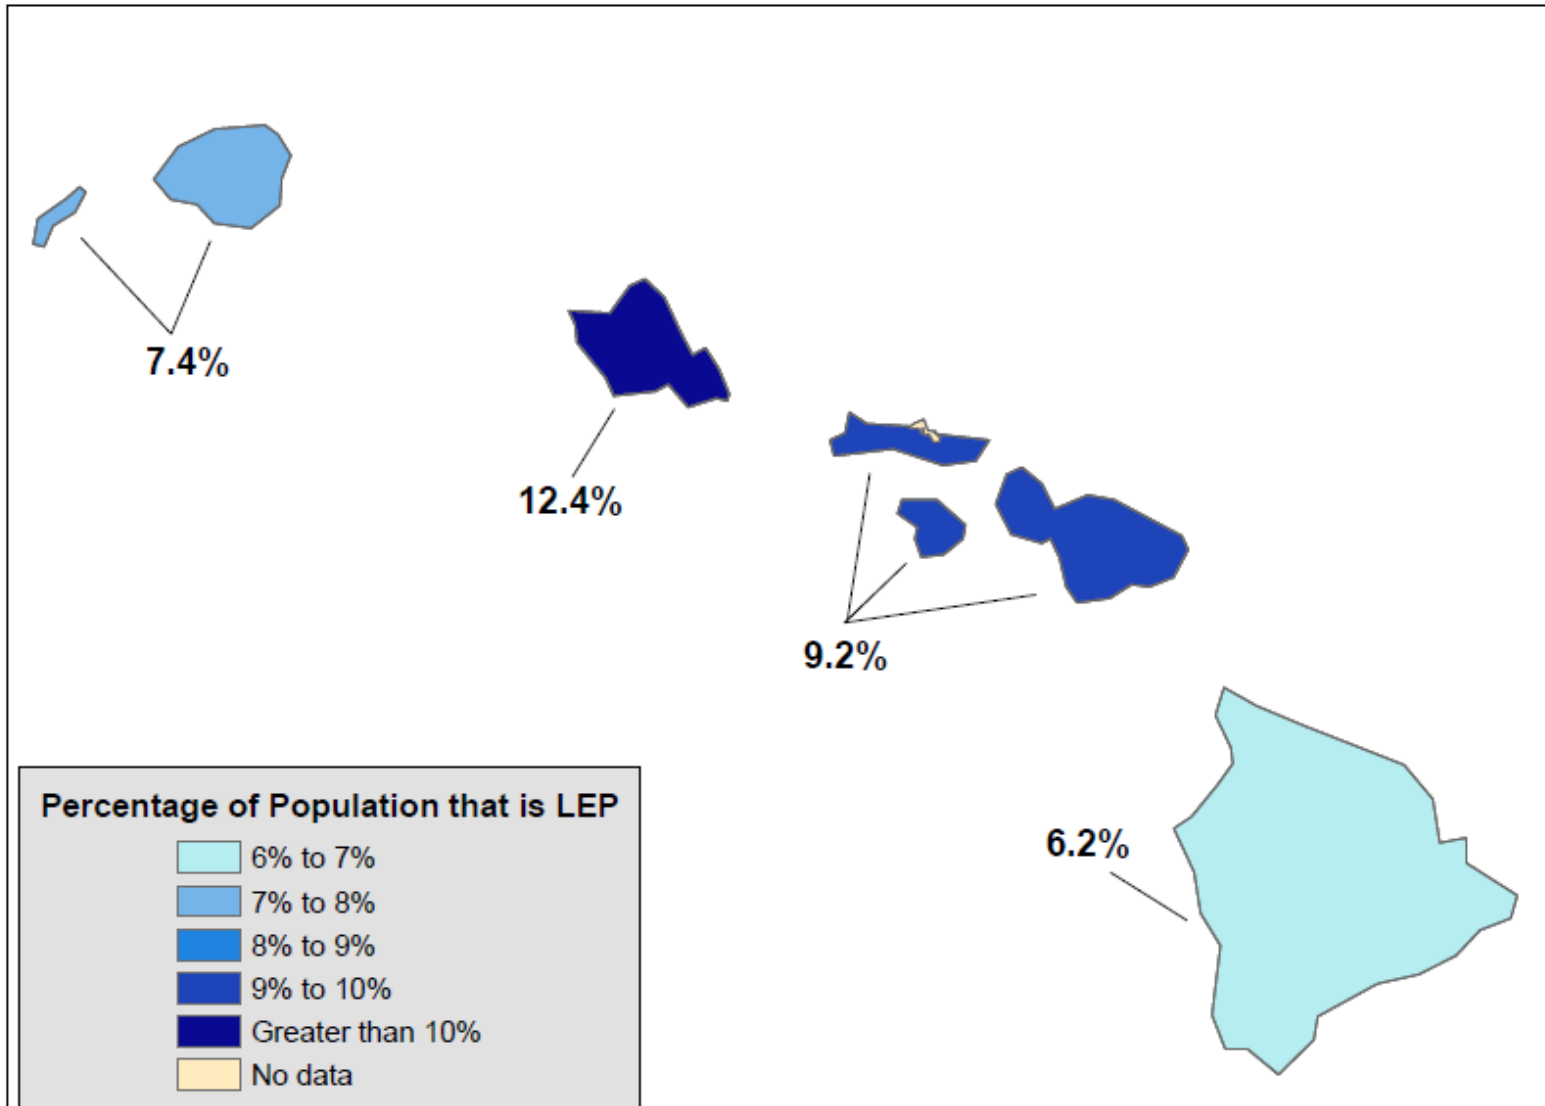 7.4%
12.4%
9.2%
6.2%
Percentage of Population that is LEP
6% to 7%
7% to 8%
8% to 9%
9% to 10%
Greater than 10%
No data